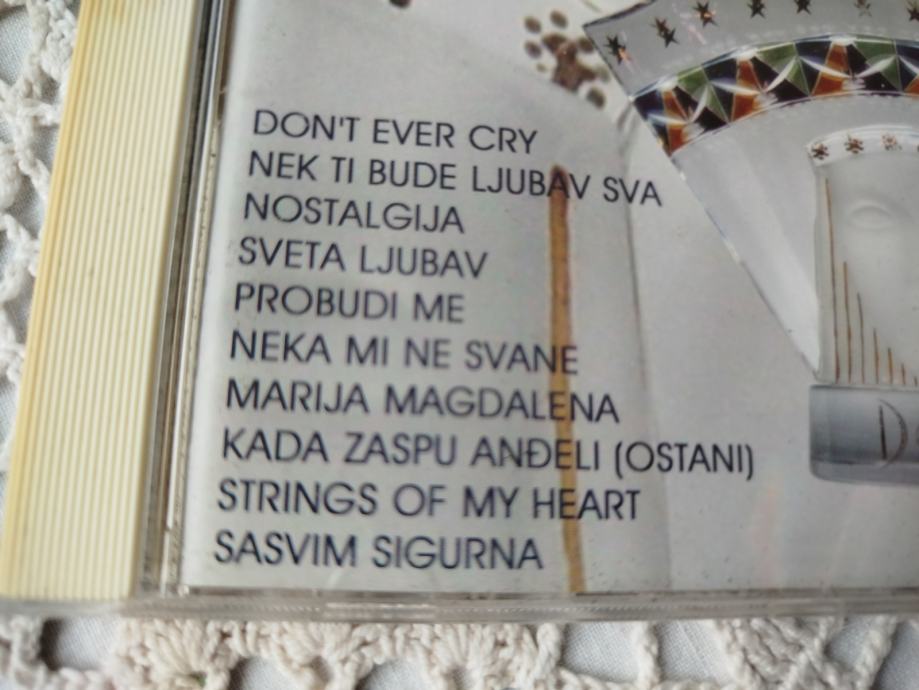 DON'T EVER CRY
NEK TI BUDE LJUBAV SVA
NOSTALGIJA
SVETA LJUBAV
PROBUDI ME
NEKA MI NE SVANE
MARIJA MAGDALENA
KADA ZASPU ANĐELI (OSTANI)
STRINGS OF MY HEART
SASVIM SIGURNA